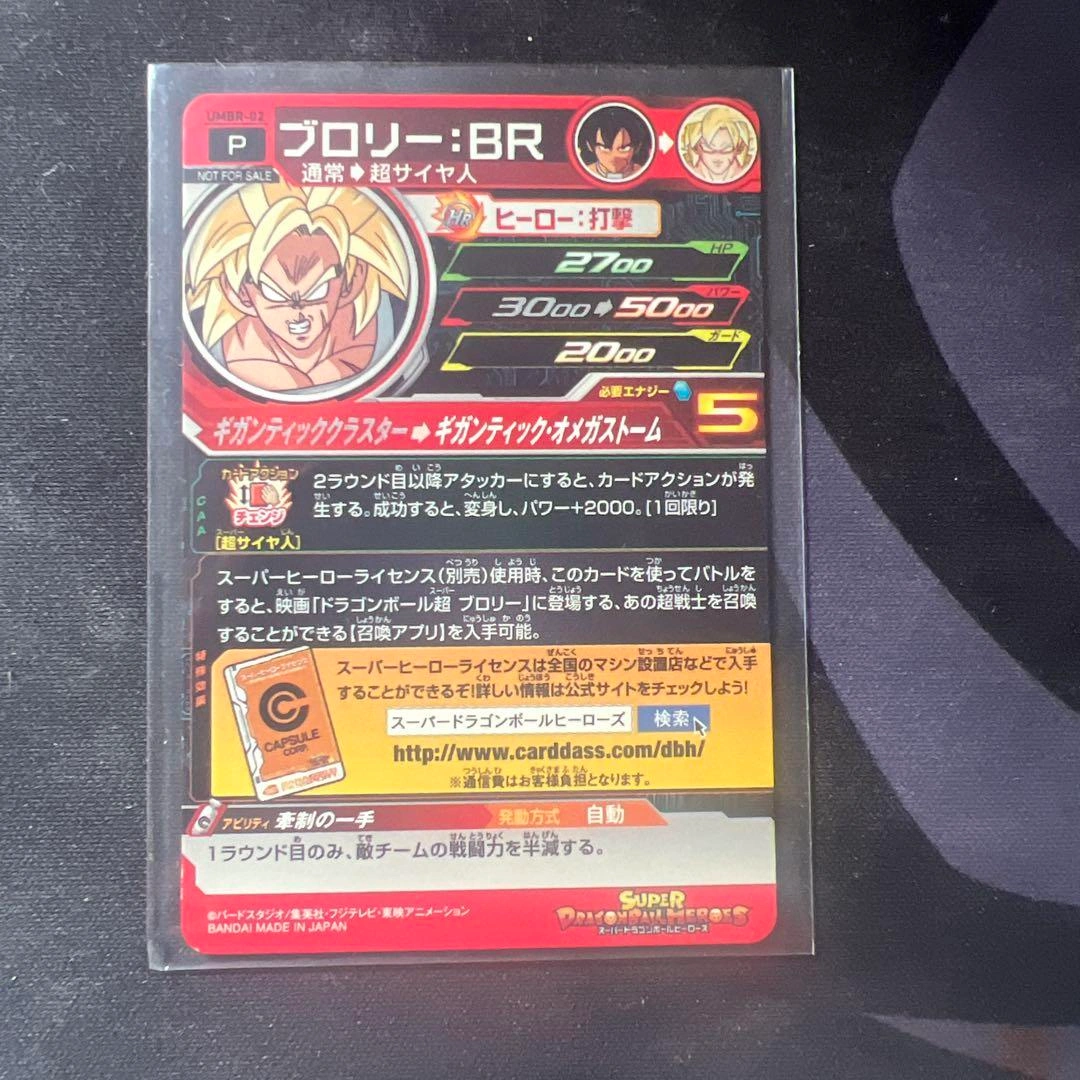 UMBR-02
P
NOT FOR SALE
ブロリー:BR
通常➡超サイヤ人
HR ヒーロー:打撃
HP
2700
パワー
3000➡5000
ガード
2000
必要エナジー 5
ギガンティッククラスター➡ギガンティック・オメガストーム
CAA
カードアクション
チェンジ
[超サイヤ人]
2ラウンド目以降アタッカーにすると、カードアクションが発
生する。成功すると、変身し、パワー+2000。[1回限り]
特殊効果
スーパーヒーローライセンス(別売)使用時、このカードを使ってバトルを
すると、映画「ドラゴンボール超 ブロリー」に登場する、あの超戦士を召喚
することができる【召喚アプリ】を入手可能。
スーパーヒーローライセンス
CAPSULE
CORP.
スーパーヒーローライセンスは全国のマシン設置店などで入手
することができるぞ!詳しい情報は公式サイトをチェックしよう!
スーパードラゴンボールヒーローズ 検索
http://www.carddass.com/dbh/
※通信費はお客様負担となります。
アビリティ 牽制の一手 発動方式 自動
1ラウンド目のみ、敵チームの戦闘力を半減する。
©バードスタジオ/集英社・フジテレビ・東映アニメーション
BANDAI MADE IN JAPAN
SUPER
DRAGONBALL HEROES
スーパードラゴンボールヒーローズ